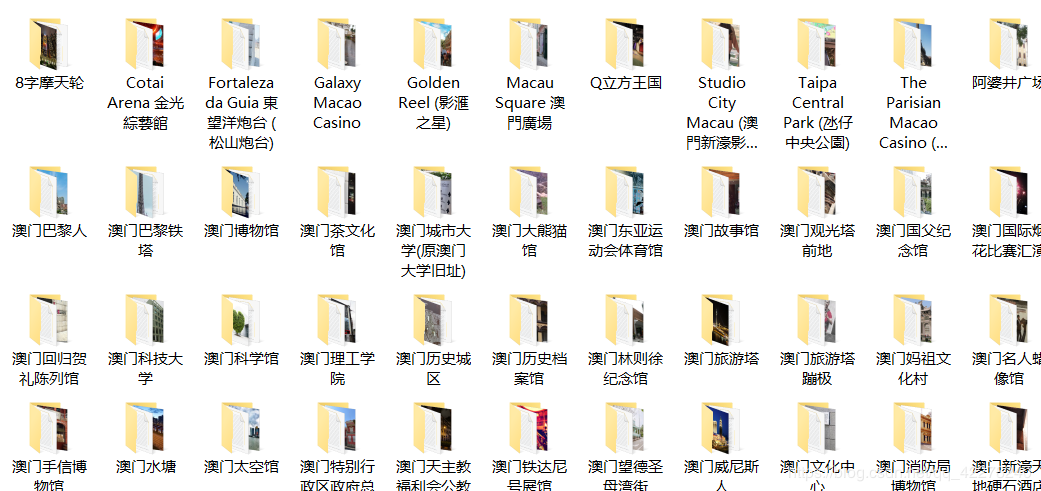 8字摩天轮
Cotai
Arena 金光
綜藝館
Fortaleza
da Guia 東
望洋炮台 (
松山炮台)
Galaxy
Macao
Casino
Golden
Reel (影滙
之星)
Macau
Square 澳
門廣場
Q立方王国
Studio
City
Macau (澳
門新濠影...
Taipa
Central
Park (氹仔
中央公園)
The
Parisian
Macao
Casino (...
阿婆井广场
澳门巴黎人
澳门巴黎铁
塔
澳门博物馆
澳门茶文化
馆
澳门城市大
学(原澳门
大学旧址)
澳门大熊猫
馆
澳门东亚运
动会体育馆
澳门故事馆
澳门观光塔
前地
澳门国父纪
念馆
澳门国际烟
花比赛汇演
澳门回归贺
礼陈列馆
澳门科技大
学
澳门科学馆
澳门理工学
院
澳门历史城
区
澳门历史档
案馆
澳门林则徐
纪念馆
澳门旅游塔
澳门旅游塔
蹦极
澳门妈祖文
化村
澳门名人蜡
像馆
澳门手信博
物馆
澳门水塘
澳门太空馆
澳门特别行
政区政府总
澳门天主教
福利会公教
澳门铁达尼
号展馆
澳门望德圣
母湾街
澳门威尼斯
人
澳门文化中
心
澳门消防局
博物馆
澳门新濠天
地硬石酒店